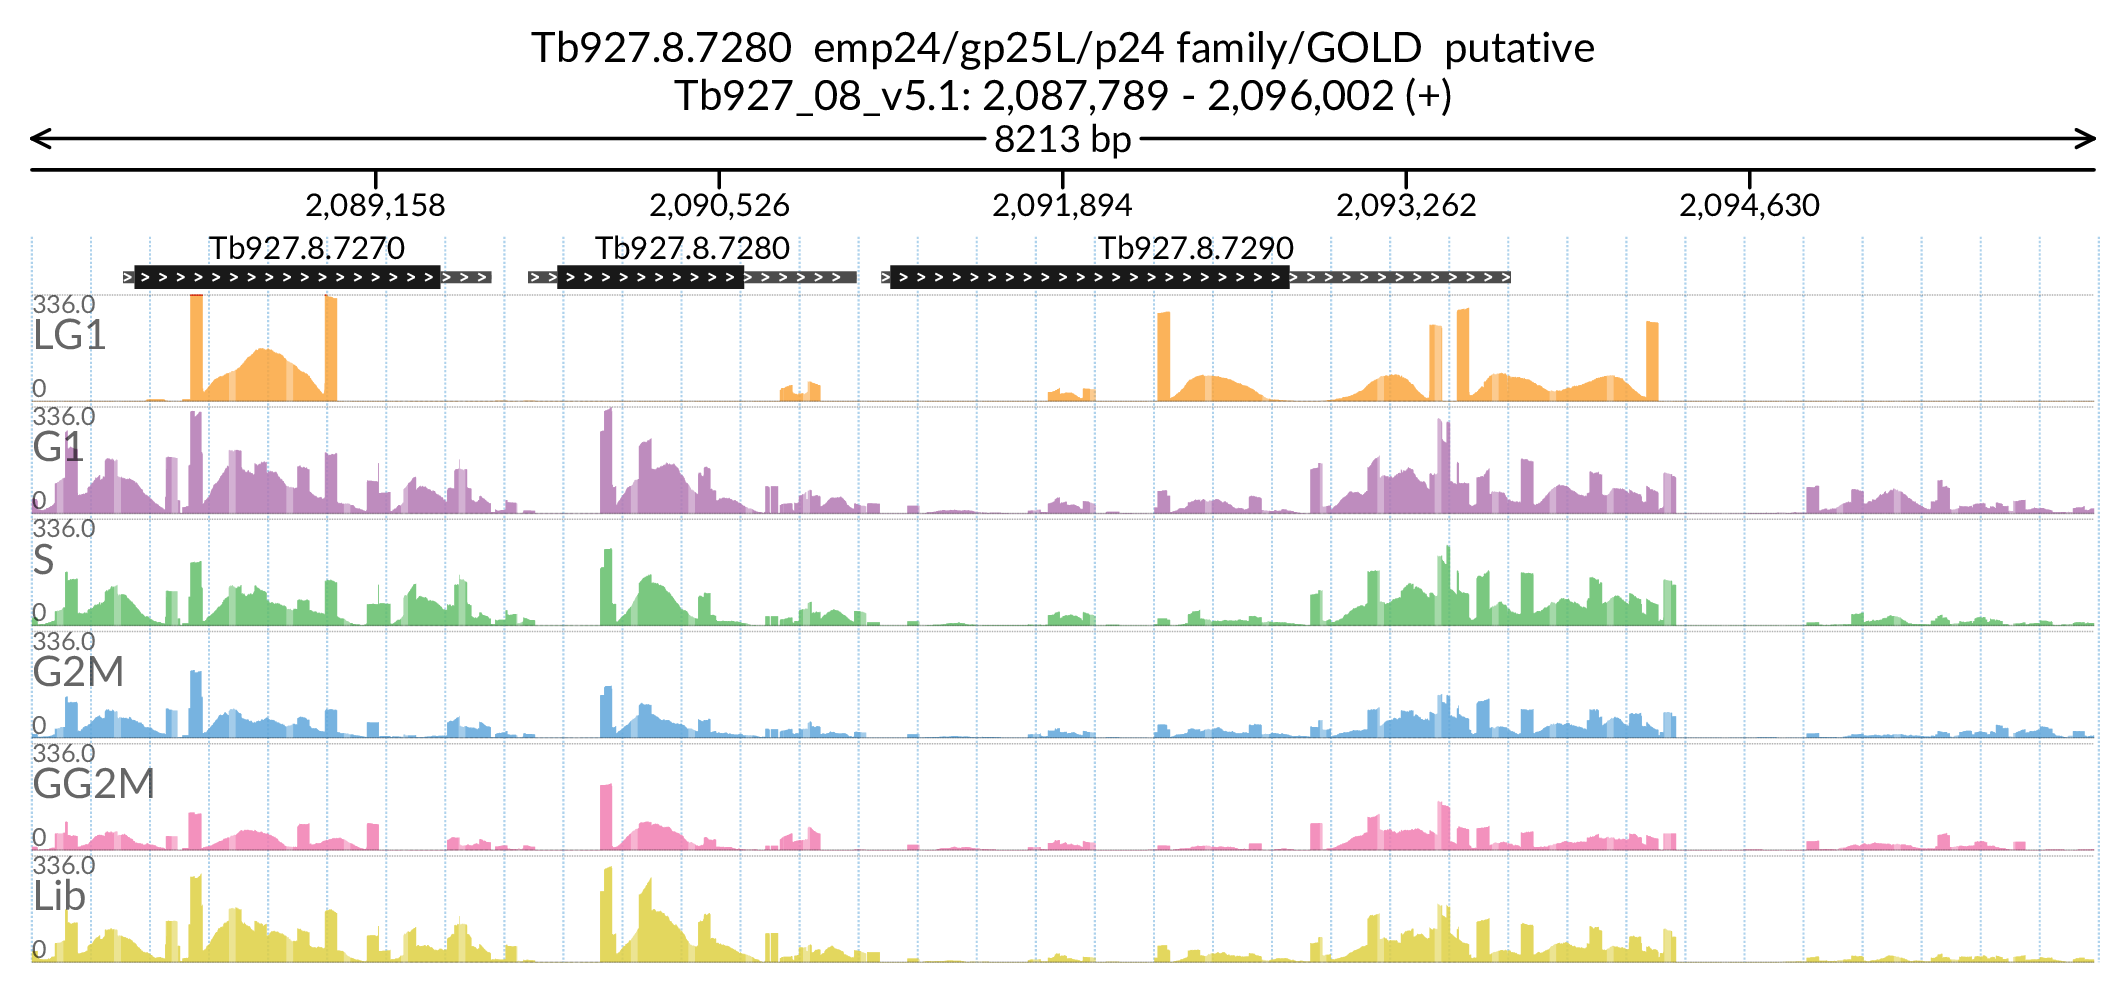 Tb927.8.7280  emp24/gp25L/p24 family/GOLD  putative
Tb927_08_v5.1: 2,087,789 - 2,096,002 (+)
8213 bp
2,089,158 2,090,526 2,091,894 2,093,262 2,094,630
Tb927.8.7270 Tb927.8.7280 Tb927.8.7290
336.0
LG1
0
336.0
G1
0
336.0
S
0
336.0
G2M
0
336.0
GG2M
0
336.0
Lib
0